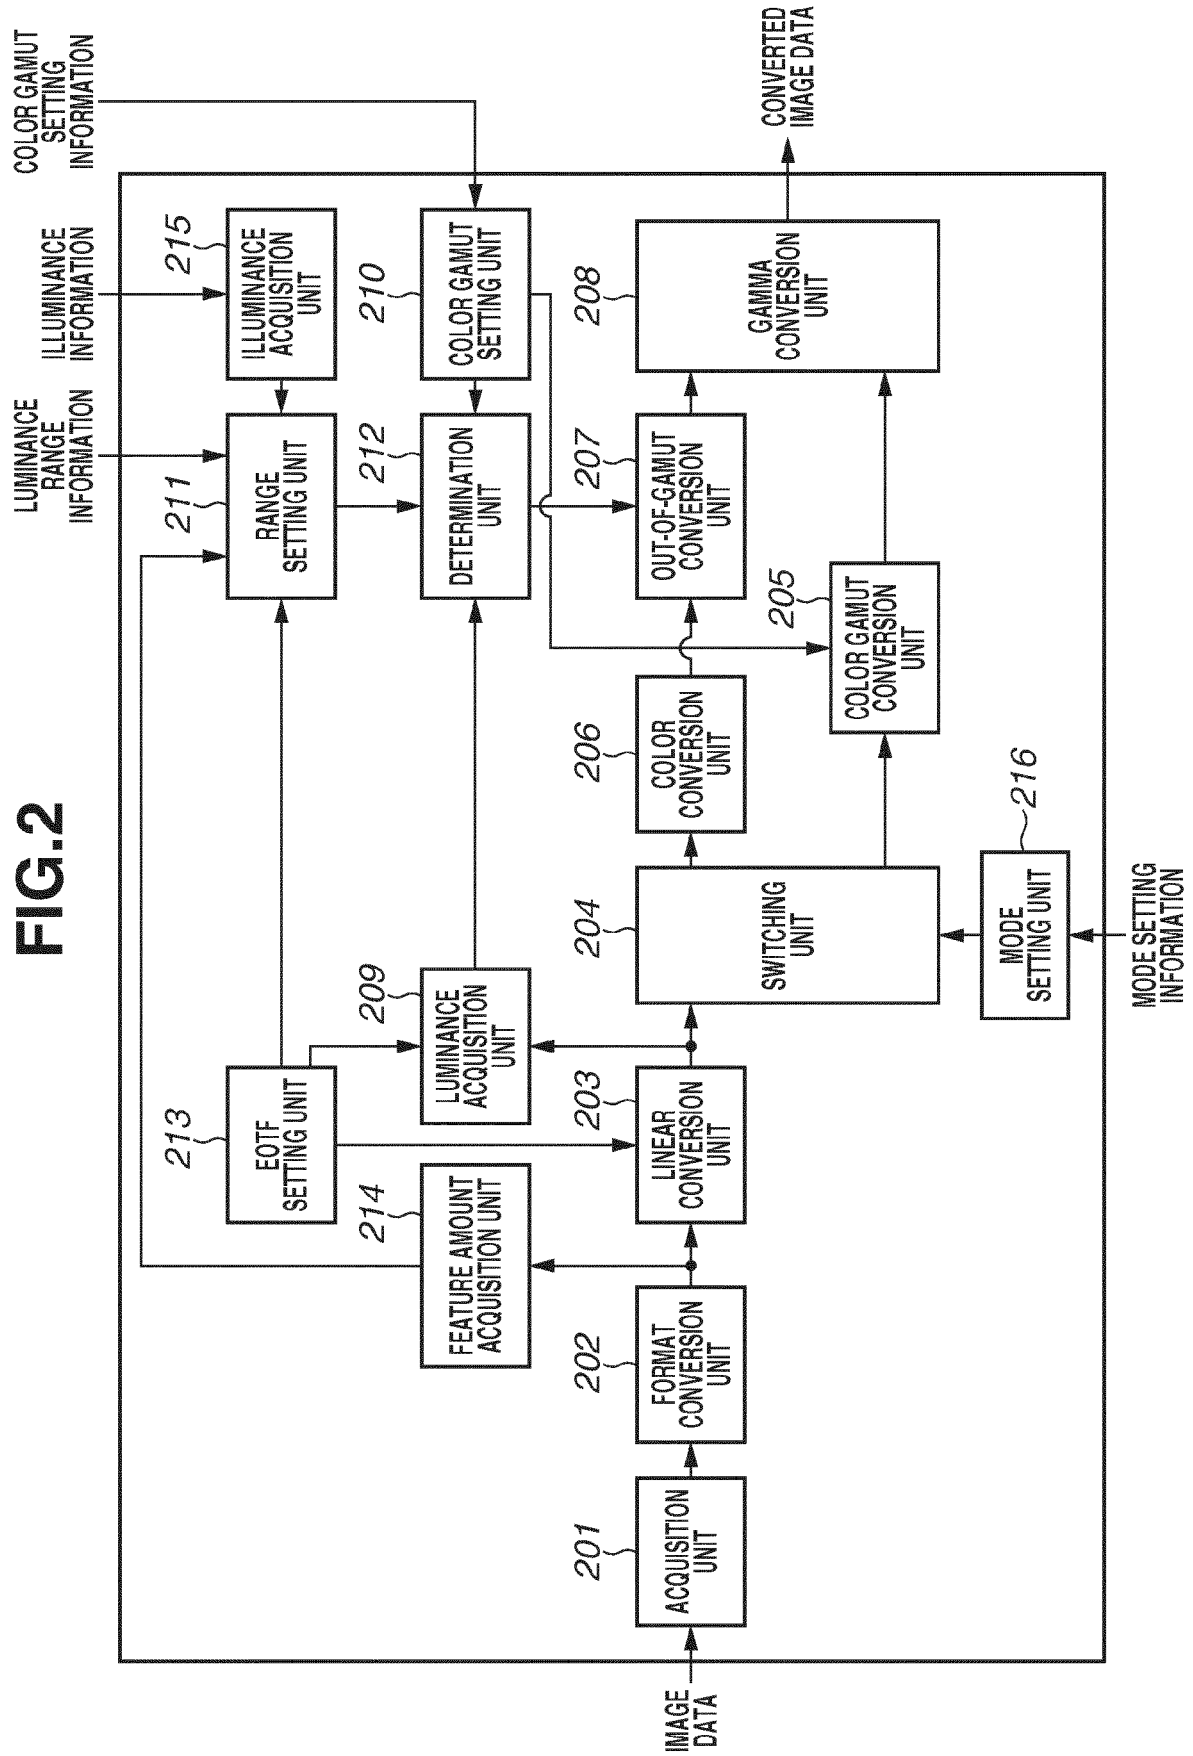 FIG.2
LUMINANCE
RANGE
INFORMATION
ILLUMINANCE
INFORMATION
COLOR GAMUT
SETTING
INFORMATION
213
EOTF
SETTING UNIT
211
RANGE
SETTING UNIT
215
ILLUMINANCE
ACQUISITION
UNIT
214
FEATURE AMOUNT
ACQUISITION UNIT
209
LUMINANCE
ACQUISITION
UNIT
212
DETERMINATION
UNIT
210
COLOR GAMUT
SETTING UNIT
IMAGE
DATA
201
ACQUISITION
UNIT
202
FORMAT
CONVERSION
UNIT
203
LINEAR
CONVERSION
UNIT
204
SWITCHING
UNIT
206
COLOR
CONVERSION
UNIT
207
OUT-OF-GAMUT
CONVERSION
UNIT
208
GAMMA
CONVERSION
UNIT
CONVERTED
IMAGE DATA
205
COLOR GAMUT
CONVERSION
UNIT
216
MODE
SETTING UNIT
MODE SETTING
INFORMATION